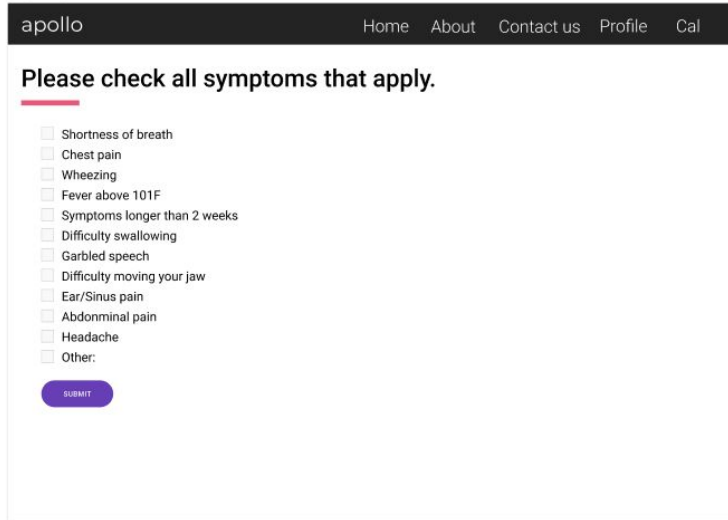 apollo Home About Contact us Profile Cal
Please check all symptoms that apply.
Shortness of breath
Chest pain
Wheezing
Fever above 101F
Symptoms longer than 2 weeks
Difficulty swallowing
Garbled speech
Difficulty moving your jaw
Ear/Sinus pain
Abdonminal pain
Headache
Other:
SUBMIT